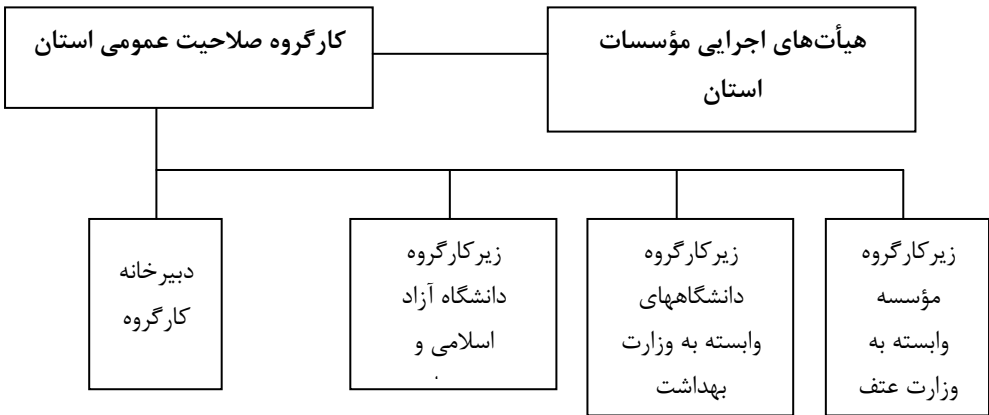 هیأت‌های اجرایی مؤسسات
استان
کارگروه صلاحیت عمومی استان
زیرکارگروه
مؤسسه
وابسته به
وزارت عتف
زیرکارگروه
دانشگاههای
وابسته به وزارت
بهداشت
زیرکارگروه
دانشگاه آزاد
اسلامی و
دبیرخانه
کارگروه